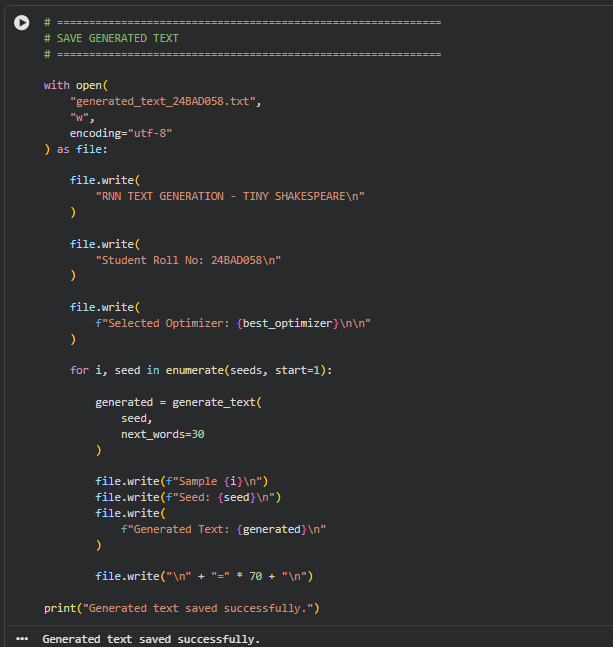 # ============================================================
# SAVE GENERATED TEXT
# ============================================================
with open(
"generated_text_24BAD058.txt",
"w",
encoding="utf-8"
) as file:
file.write(
"RNN TEXT GENERATION - TINY SHAKESPEARE\n"
)
file.write(
"Student Roll No: 24BAD058\n"
)
file.write(
f"Selected Optimizer: {best_optimizer}\n\n"
)
for i, seed in enumerate(seeds, start=1):
generated = generate_text(
seed,
next_words=30
)
file.write(f"Sample {i}\n")
file.write(f"Seed: {seed}\n")
file.write(
f"Generated Text: {generated}\n"
)
file.write("\n" + "=" * 70 + "\n")
print("Generated text saved successfully.")
••• Generated text saved successfully.